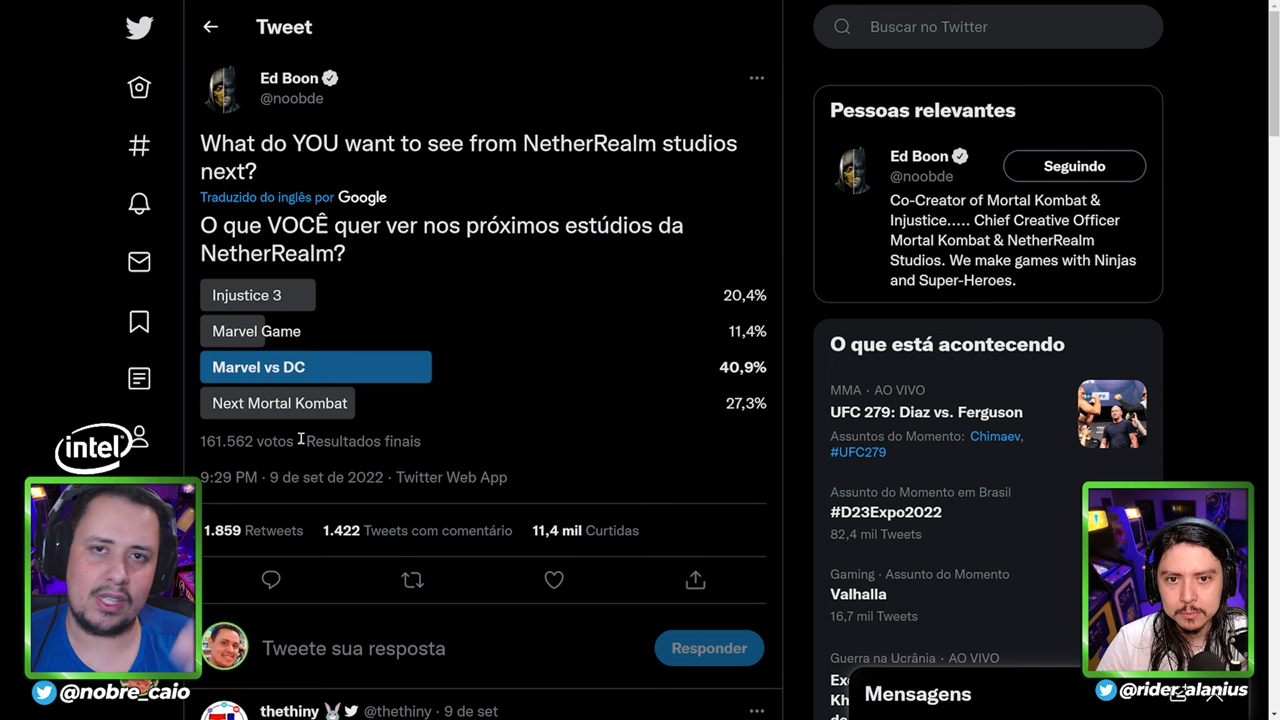 Tweet
Buscar no Twitter
Ed Boon
@noobde
What do YOU want to see from NetherRealm studios
next?
Traduzido do inglês por Google
O que VOCÊ quer ver nos próximos estúdios da
NetherRealm?
Injustice 3 20,4%
Marvel Game 11,4%
Marvel vs DC 40,9%
Next Mortal Kombat 27,3%
161.562 votos Resultados finais
9:29 PM · 9 de set de 2022 · Twitter Web App
1.859 Retweets 1.422 Tweets com comentário 11,4 mil Curtidas
Tweete sua resposta
Responder
thethiny @thethiny · 9 de set
Pessoas relevantes
Ed Boon
@noobde
Seguindo
Co-Creator of Mortal Kombat &
Injustice..... Chief Creative Officer
Mortal Kombat & NetherRealm
Studios. We make games with Ninjas
and Super-Heroes.
O que está acontecendo
MMA · AO VIVO
UFC 279: Diaz vs. Ferguson
Assuntos do Momento: Chimaev,
#UFC279
Assunto do Momento em Brasil
#D23Expo2022
82,4 mil Tweets
Gaming · Assunto do Momento
Valhalla
16,7 mil Tweets
Guerra na Ucrânia · AO VIVO
Mensagens
intel
@nobre_caio
@rider_alanius